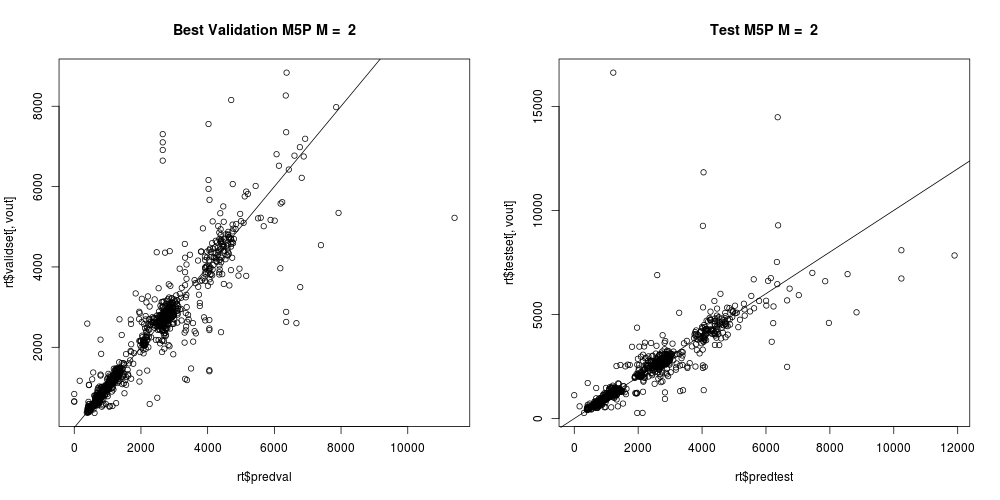 Best Validation M5P M = 2
rt$validset[, vout]
8000
6000
4000
2000
0 2000 4000 6000 8000 10000
rt$predval
Test M5P M = 2
rt$testset[, vout]
15000
10000
5000
0
0 2000 4000 6000 8000 10000 12000
rt$predtest